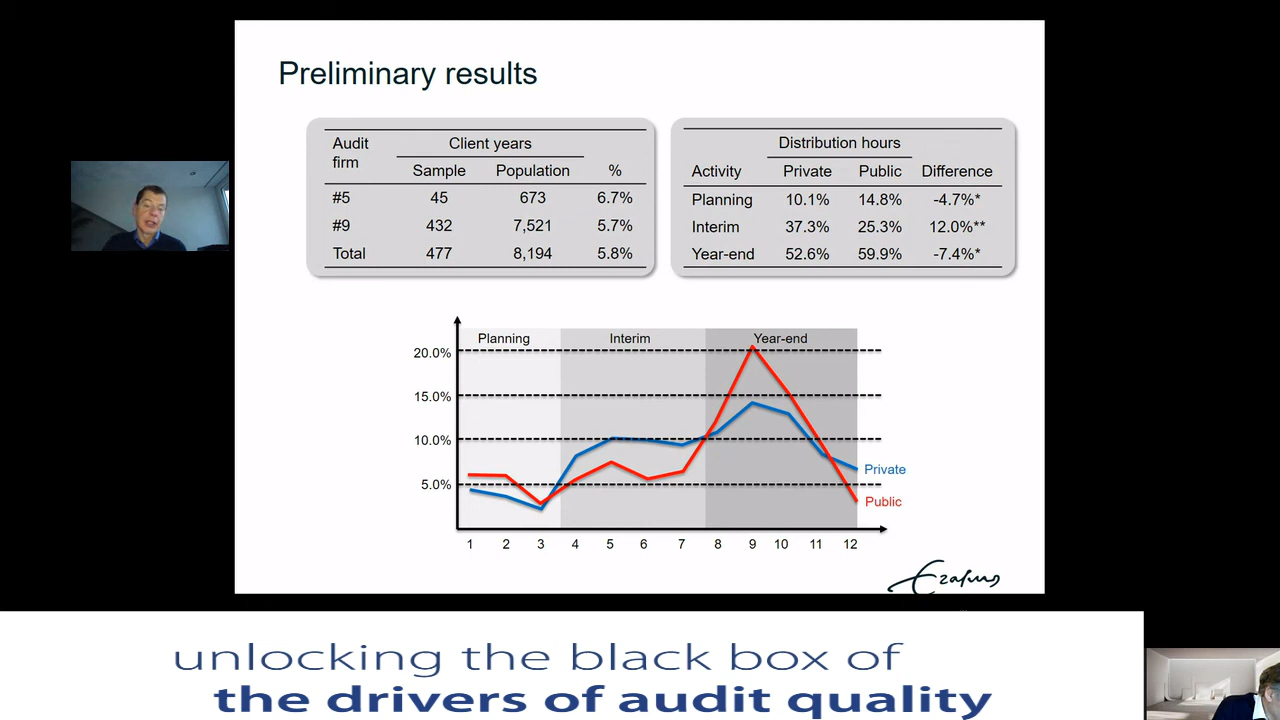 Preliminary results
Audit firm Client years
Sample Population %
#5 45 673 6.7%
#9 432 7,521 5.7%
Total 477 8,194 5.8%
Distribution hours
Activity Private Public Difference
Planning 10.1% 14.8% -4.7%*
Interim 37.3% 25.3% 12.0%**
Year-end 52.6% 59.9% -7.4%*
Planning Interim Year-end
20.0%
15.0%
10.0%
5.0%
Private
Public
1 2 3 4 5 6 7 8 9 10 11 12
Erasmus
unlocking the black box of
the drivers of audit quality